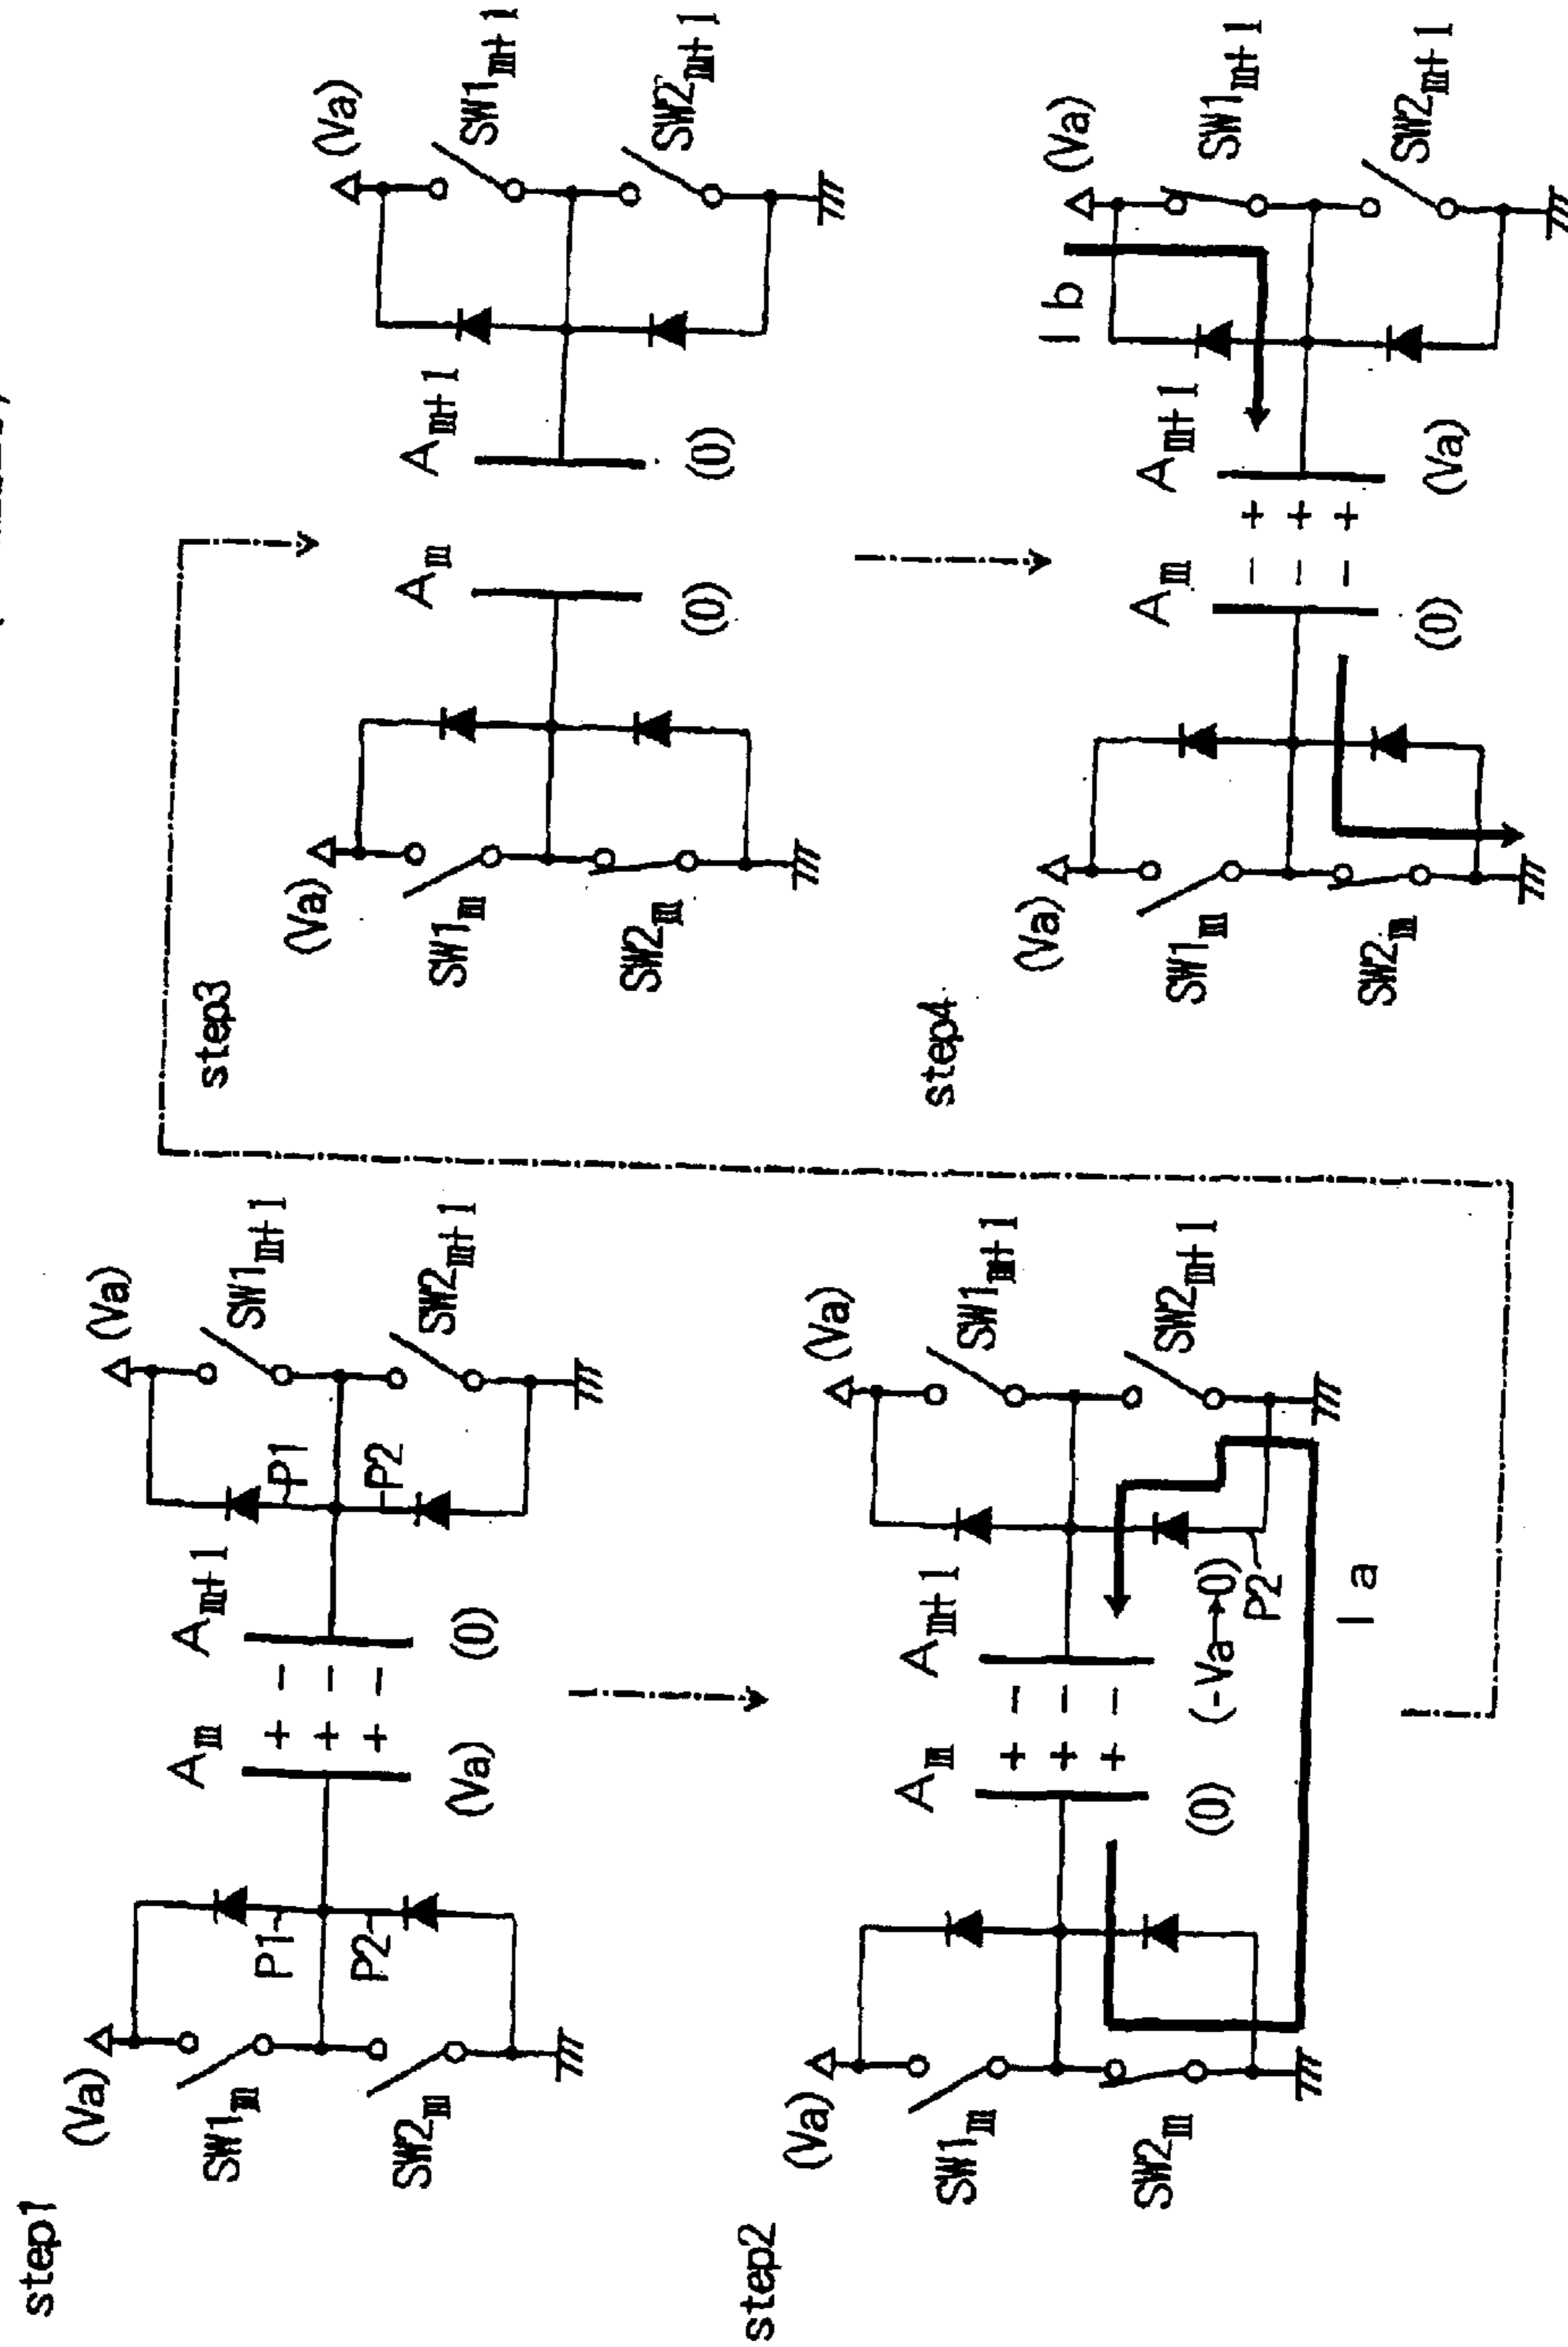 step1
(Va)
(Va)
SW1m
SW2m
P1
P2
Am
Am+1
+ −
+ −
+ −
(Va)
(0)
P1
P2
SW1m+1
SW2m+1
step2
(Va)
(Va)
SW1m
SW2m
Am
Am+1
+ −
+ −
+ −
(0)
(-Va→0)
P2
Ia
SW1m+1
SW2m+1
step3
(Va)
(Va)
SW1m
SW2m
Am
Am+1
(0)
(0)
SW1m+1
SW2m+1
step4
(Va)
(Va)
SW1m
SW2m
Am
Am+1
− +
− +
− +
(0)
(Va)
Ib
SW1m+1
SW2m+1